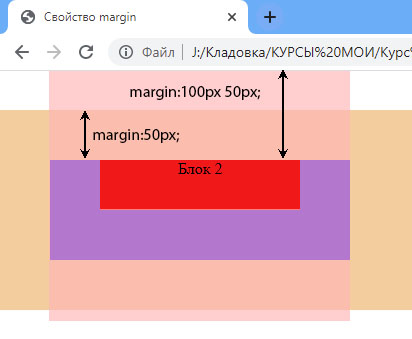 Свойство margin
Файл | J:/Кладовка/КУРСЫ%20МОИ/Курс%
margin:100px 50px;
margin:50px;
Блок 2